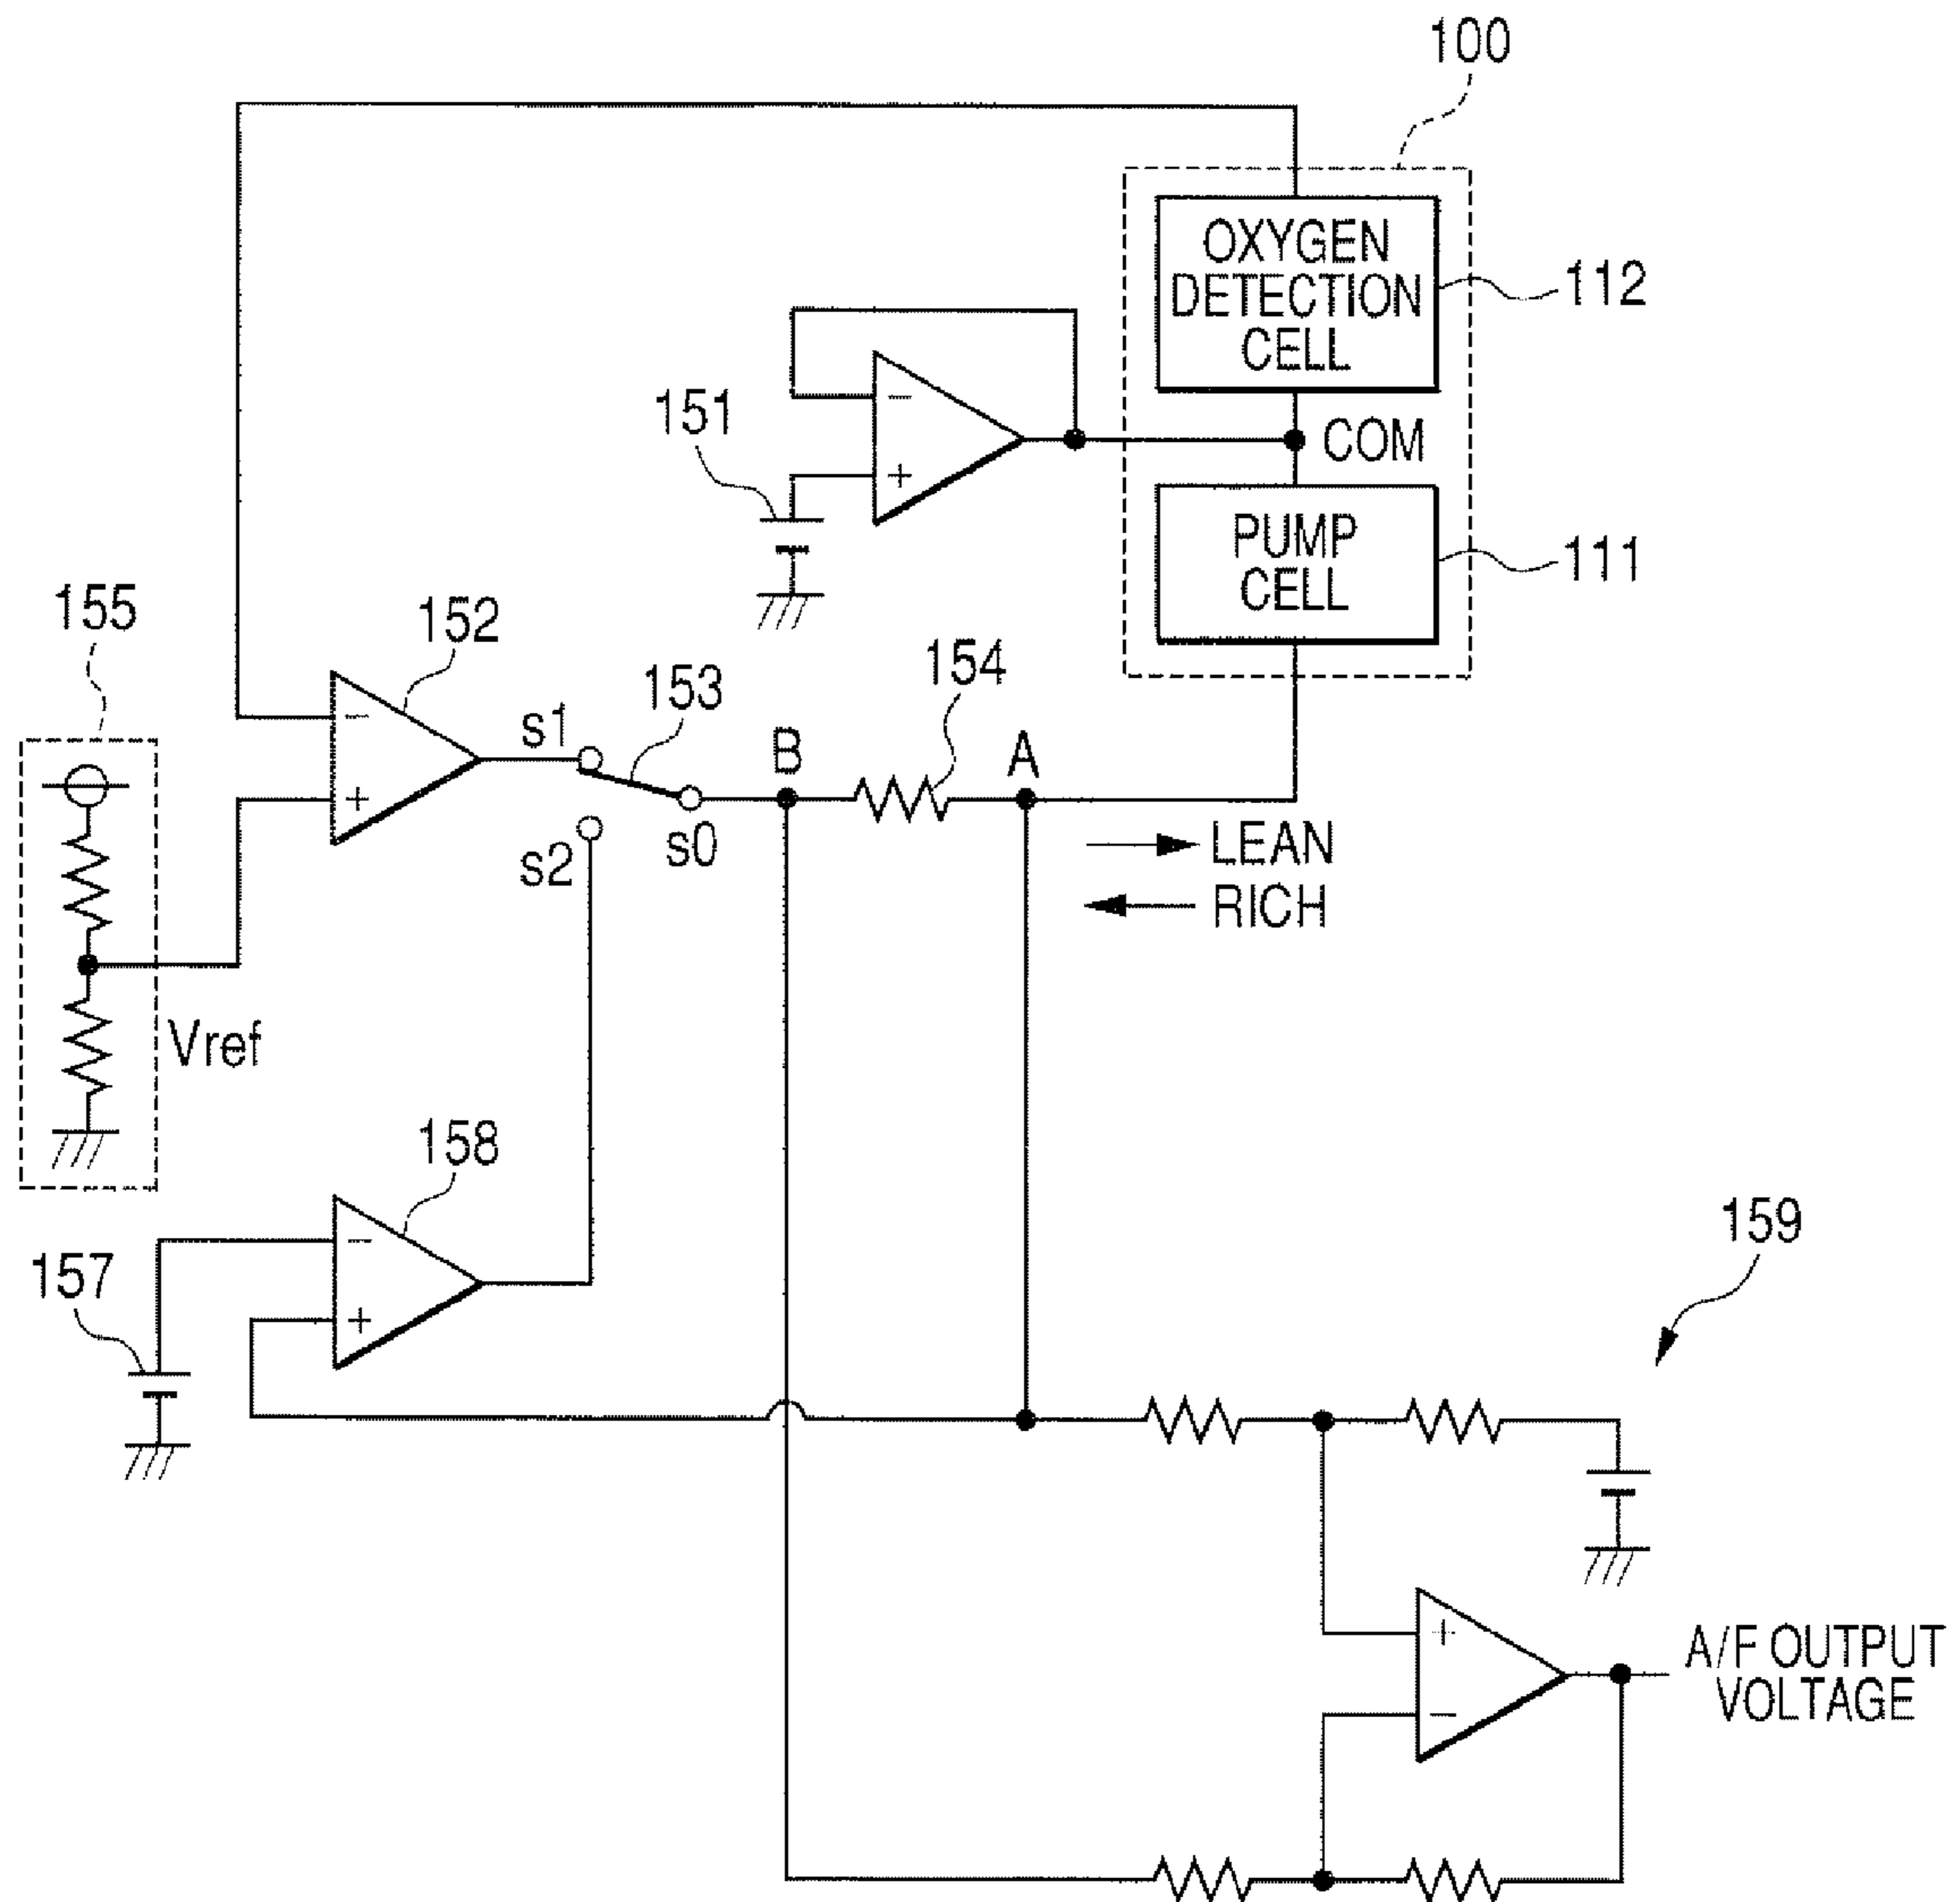 100
OXYGEN
DETECTION
CELL
112
151
−
+
COM
PUMP
CELL
111
155
152
153
154
−
+
s1
s2
s0
B
A
LEAN
RICH
Vref
158
157
−
+
159
+
−
A/F OUTPUT
VOLTAGE